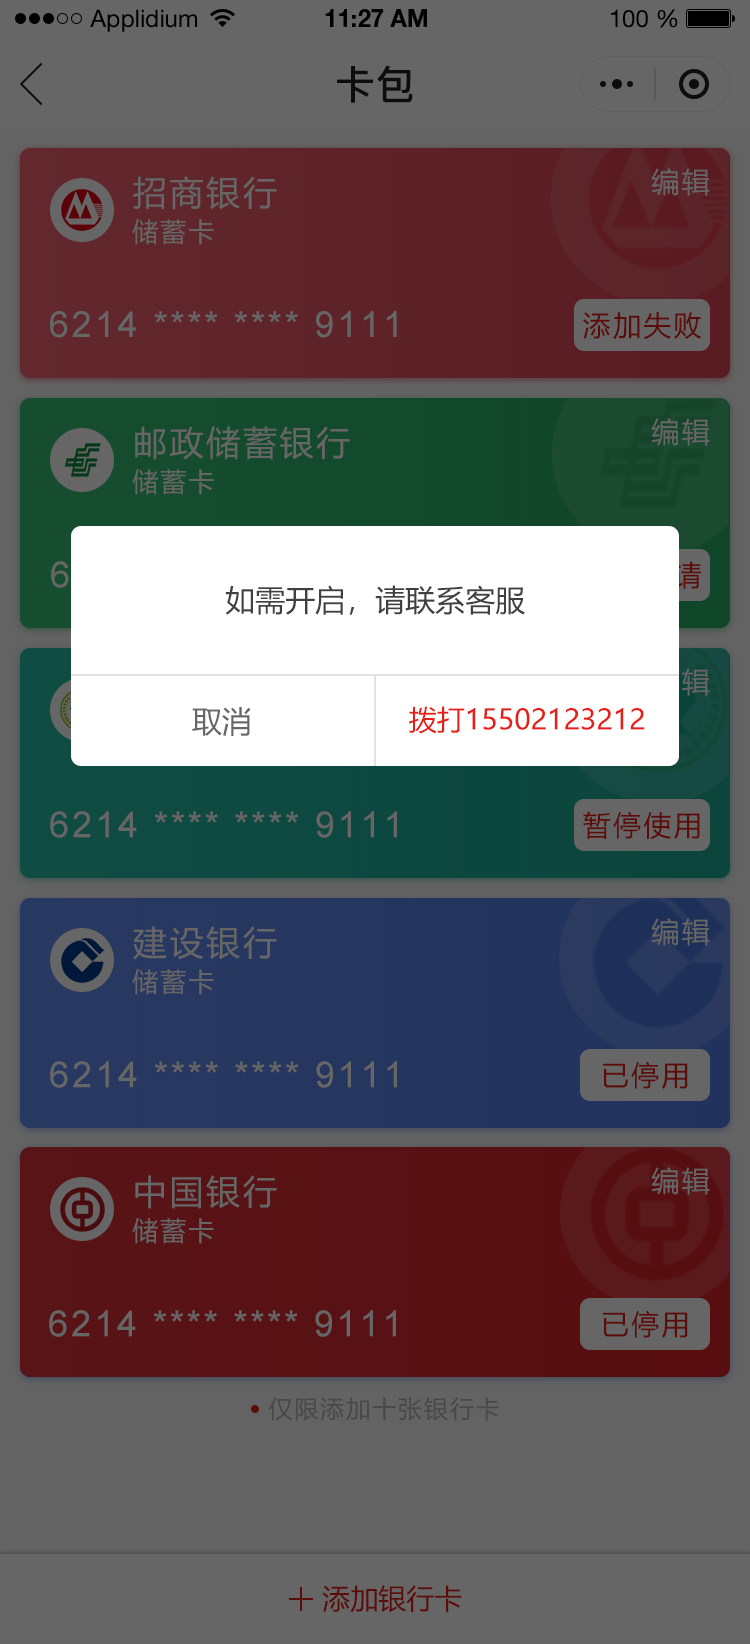 Applidium 11:27 AM 100 %
卡包
招商银行 编辑
储蓄卡
6214 **** **** 9111 添加失败
邮政储蓄银行 编辑
储蓄卡
6 请
如需开启，请联系客服
辑
取消 拨打15502123212
6214 **** **** 9111 暂停使用
建设银行 编辑
储蓄卡
6214 **** **** 9111 已停用
中国银行 编辑
储蓄卡
6214 **** **** 9111 已停用
仅限添加十张银行卡
添加银行卡